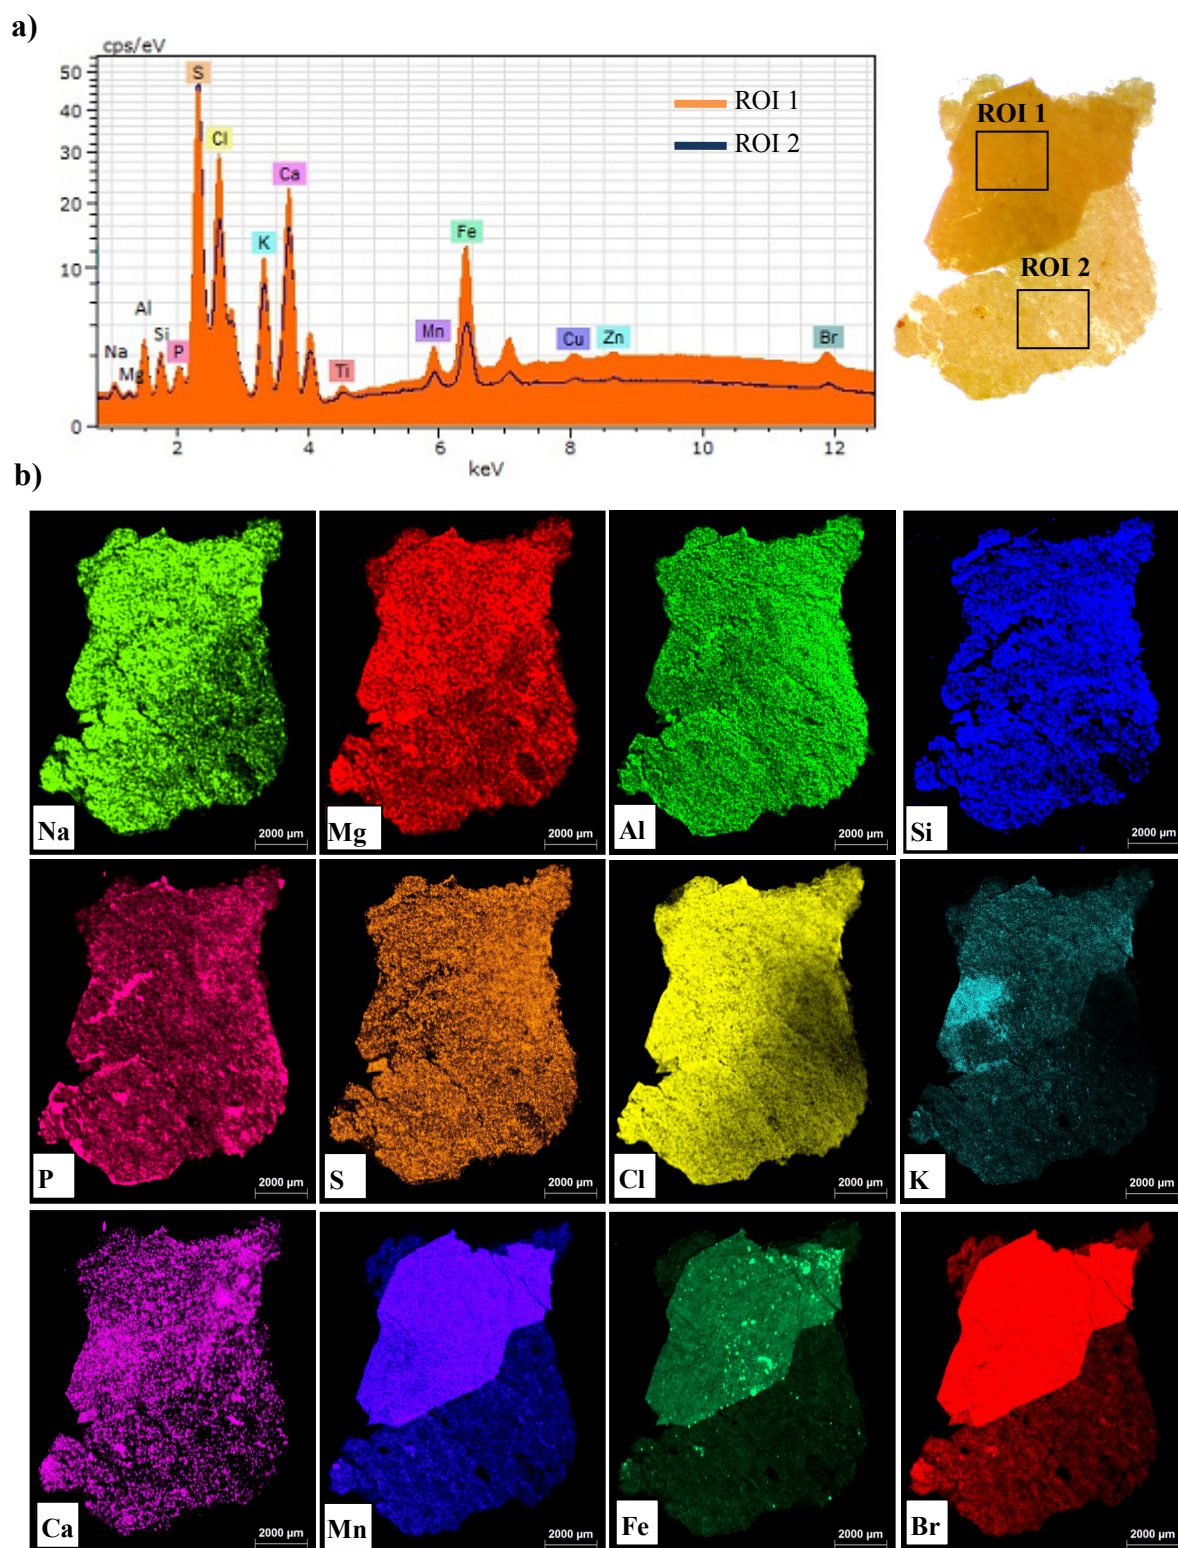 a)
cps/eV
50
40
30
20
10
0
S
Cl
Ca
K
Fe
Al
Si
P
Na
Mg
Ti
Mn
Cu
Zn
Br
ROI 1
ROI 2
2 4 6 8 10 12
keV
ROI 1
ROI 2
b)
Na 2000 µm
Mg 2000 µm
Al 2000 µm
Si 2000 µm
P 2000 µm
S 2000 µm
Cl 2000 µm
K 2000 µm
Ca 2000 µm
Mn 2000 µm
Fe 2000 µm
Br 2000 µm